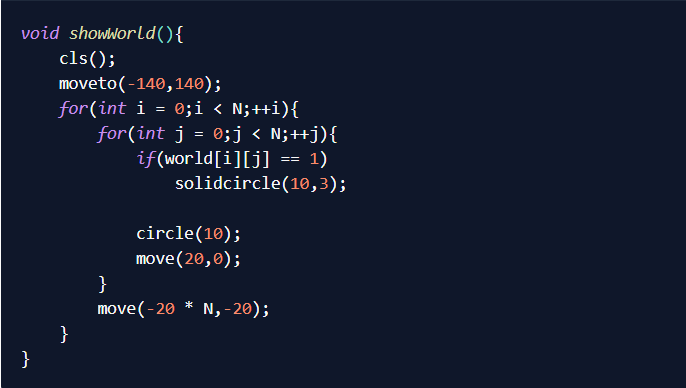 void showWorld(){
    cls();
    moveto(-140,140);
    for(int i = 0;i < N;++i){
        for(int j = 0;j < N;++j){
            if(world[i][j] == 1)
                solidcircle(10,3);

            circle(10);
            move(20,0);
        }
        move(-20 * N,-20);
    }
}